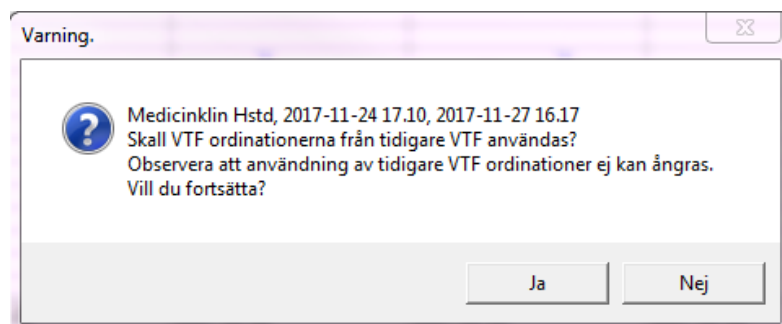 Varning.
Medicinklin Hstd, 2017-11-24 17.10, 2017-11-27 16.17
Skall VTF ordinationerna från tidigare VTF användas?
Observera att användning av tidigare VTF ordinationer ej kan ångras.
Vill du fortsätta?
Ja
Nej